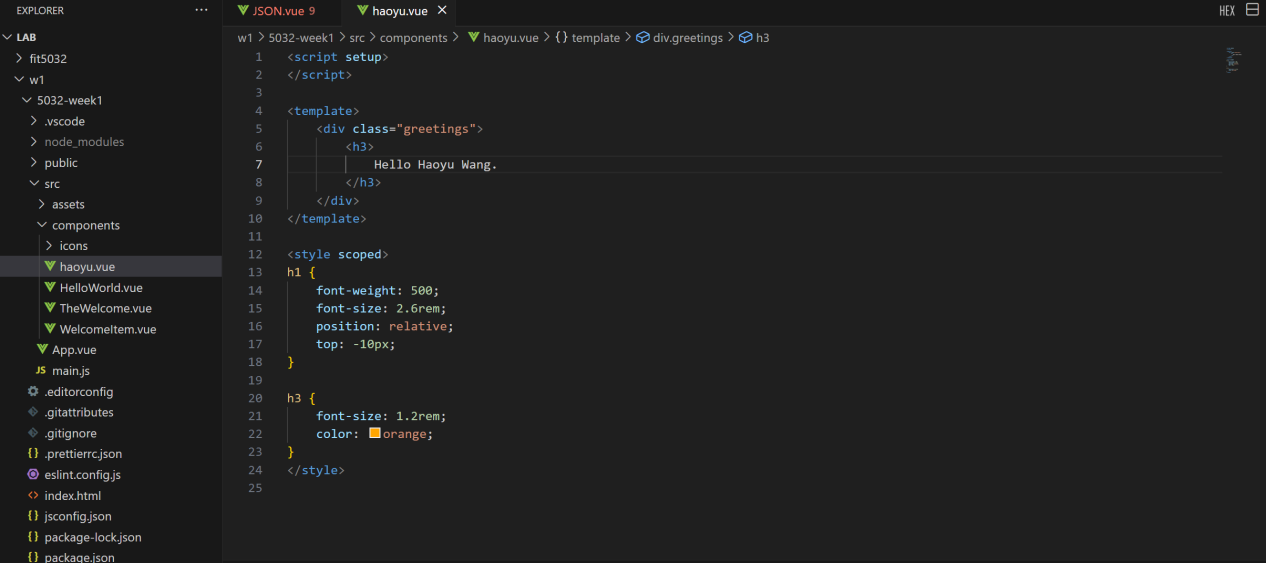 EXPLORER
LAB
fit5032
w1
5032-week1
.vscode
node_modules
public
src
assets
components
icons
haoyu.vue
HelloWorld.vue
TheWelcome.vue
WelcomeItem.vue
App.vue
JS main.js
.editorconfig
.gitattributes
.gitignore
{} .prettierrc.json
eslint.config.js
<> index.html
{} jsconfig.json
{} package-lock.json
{} package.json
JSON.vue 9
haoyu.vue
HEX
w1 > 5032-week1 > src > components > haoyu.vue > {} template > div.greetings > h3
1 <script setup>
2 </script>
3
4 <template>
5     <div class="greetings">
6         <h3>
7             Hello Haoyu Wang.
8         </h3>
9     </div>
10 </template>
11
12 <style scoped>
13 h1 {
14     font-weight: 500;
15     font-size: 2.6rem;
16     position: relative;
17     top: -10px;
18 }
19
20 h3 {
21     font-size: 1.2rem;
22     color: orange;
23 }
24 </style>
25